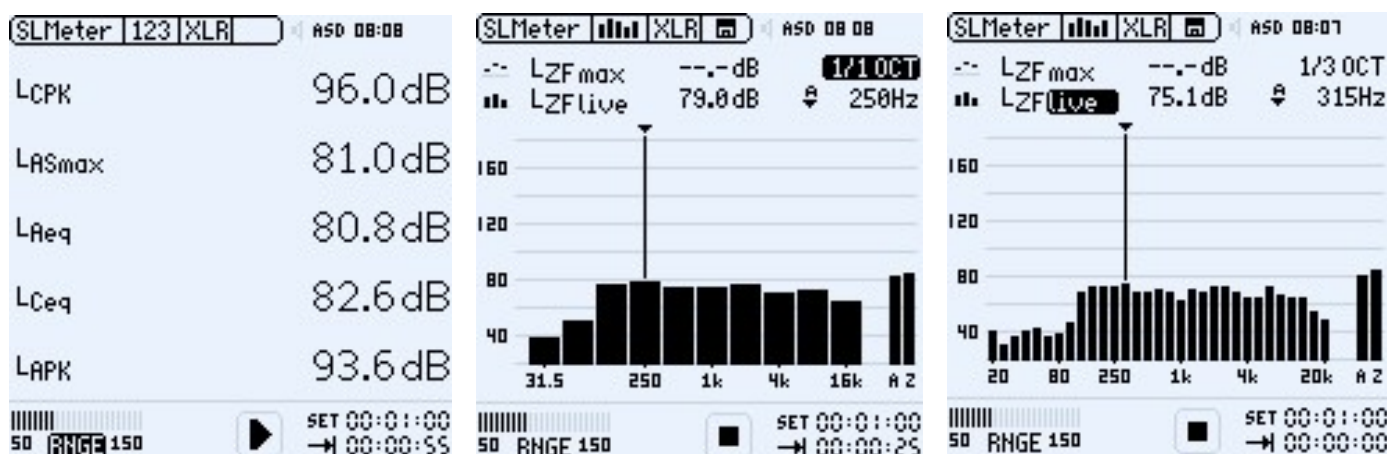 SLMeter 123 XLR ASD 08:08
LCPK 96.0dB
LASmax 81.0dB
LAeq 80.8dB
LCeq 82.6dB
LAPK 93.6dB
SET 00:01:00
50 RNGE 150 00:00:55
SLMeter XLR ASD 08 08
LZFmax --.-dB 1/1 OCT
LZFlive 79.0dB 250Hz
160
120
80
40
31.5 250 1k 4k 16k A Z
SET 00:01:00
50 RNGE 150 00:00:25
SLMeter XLR ASD 08:07
LZFmax --.-dB 1/3 OCT
LZFlive 75.1dB 315Hz
160
120
80
40
20 80 250 1k 4k 20k A Z
SET 00:01:00
50 RNGE 150 00:00:00